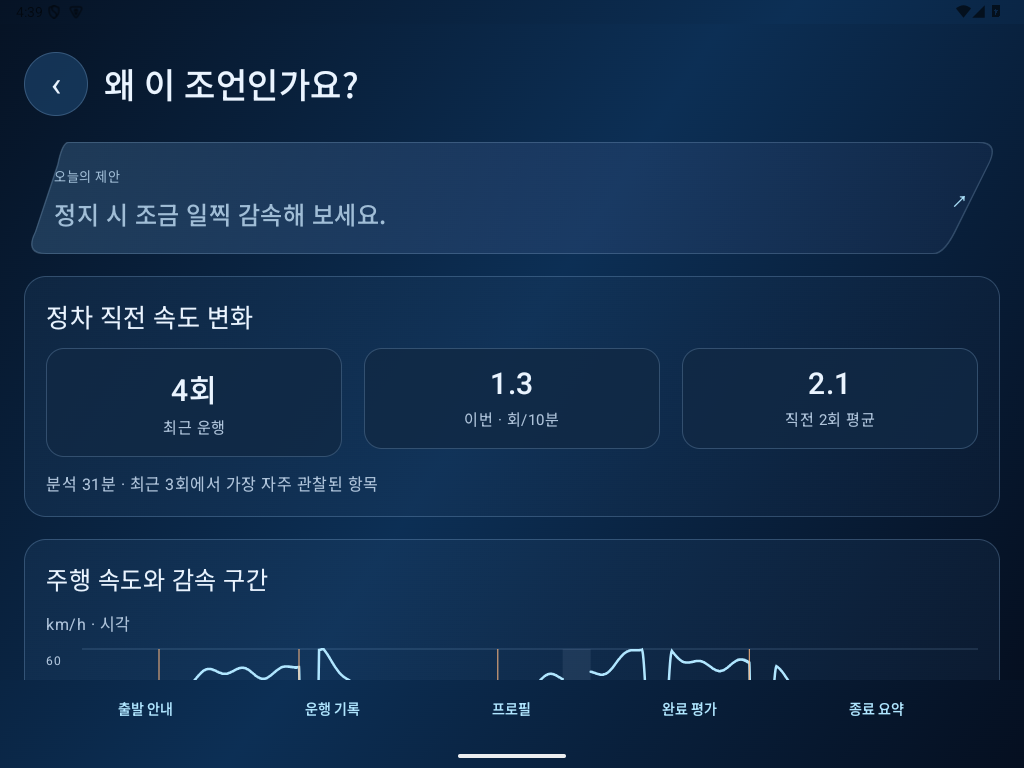 4:39
‹ 왜 이 조언인가요?
오늘의 제안
정지 시 조금 일찍 감속해 보세요.
↗
정차 직전 속도 변화
4회
최근 운행
1.3
이번 · 회/10분
2.1
직전 2회 평균
분석 31분 · 최근 3회에서 가장 자주 관찰된 항목
주행 속도와 감속 구간
km/h · 시각
60
출발 안내
운행 기록
프로필
완료 평가
종료 요약